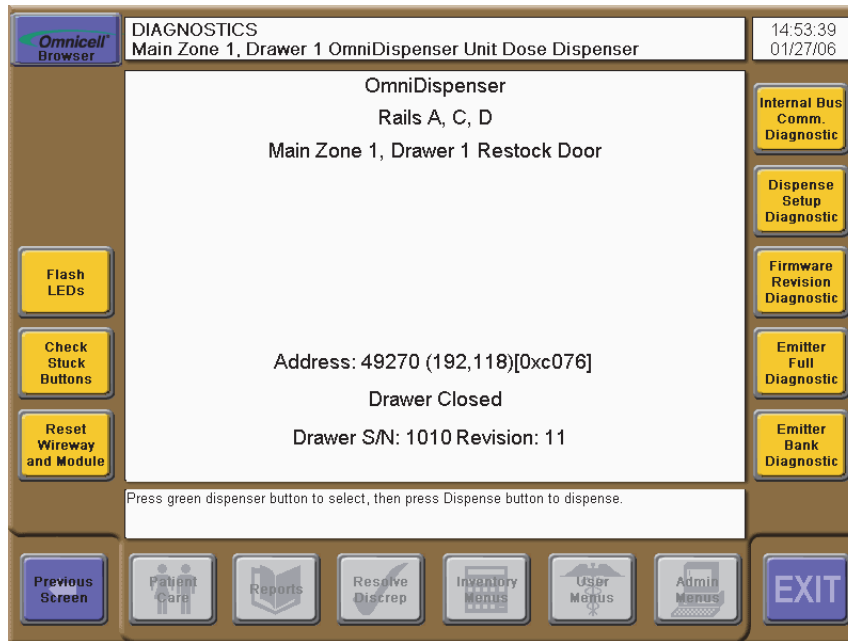 Omnicell®
Browser
DIAGNOSTICS
Main Zone 1, Drawer 1 OmniDispenser Unit Dose Dispenser
14:53:39
01/27/06
OmniDispenser
Rails A, C, D
Main Zone 1, Drawer 1 Restock Door
Address: 49270 (192,118)[0xc076]
Drawer Closed
Drawer S/N: 1010 Revision: 11
Flash
LEDs
Check
Stuck
Buttons
Reset
Wireway
and Module
Internal Bus
Comm.
Diagnostic
Dispense
Setup
Diagnostic
Firmware
Revision
Diagnostic
Emitter
Full
Diagnostic
Emitter
Bank
Diagnostic
Press green dispenser button to select, then press Dispense button to dispense.
Previous
Screen
Patient
Care
Reports
Resolve
Discrep
Inventory
Menus
User
Menus
Admin
Menus
EXIT